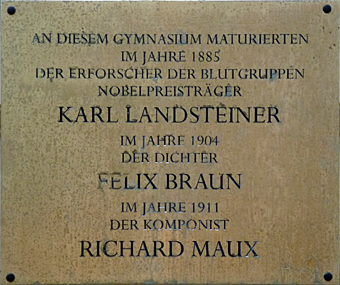 AN DIESEM GYMNASIUM MATURIERTEN
IM JAHRE 1885
DER ERFORSCHER DER BLUTGRUPPEN
NOBELPREISTRÄGER
KARL LANDSTEINER
IM JAHRE 1904
DER DICHTER
FELIX BRAUN
IM JAHRE 1911
DER KOMPONIST
RICHARD MAUX